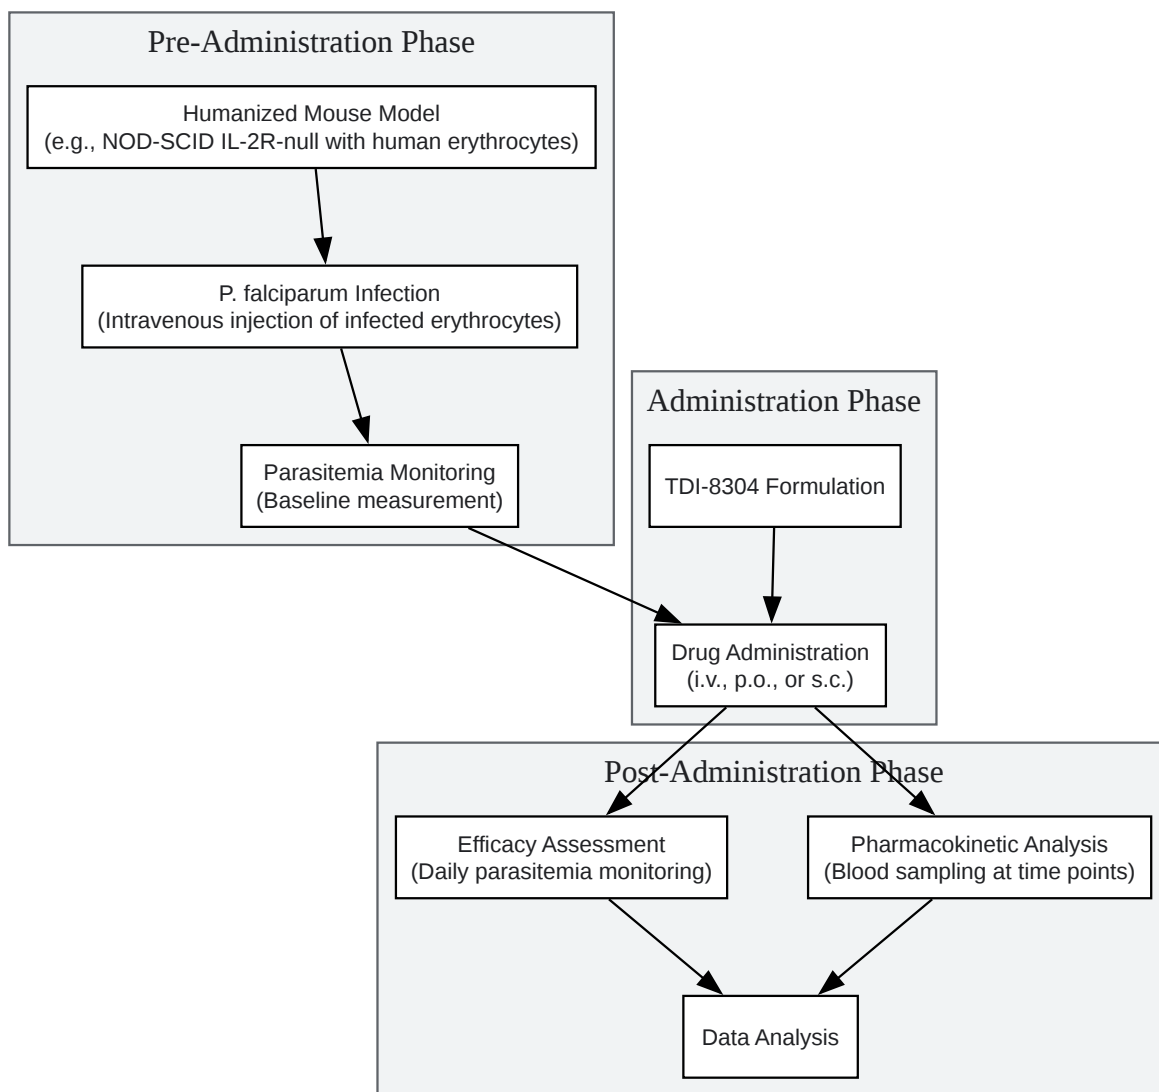 Pre-Administration Phase
Humanized Mouse Model
(e.g., NOD-SCID IL-2R-null with human erythrocytes)
P. falciparum Infection
(Intravenous injection of infected erythrocytes)
Parasitemia Monitoring
(Baseline measurement)
Administration Phase
TDI-8304 Formulation
Drug Administration
(i.v., p.o., or s.c.)
Post-Administration Phase
Efficacy Assessment
(Daily parasitemia monitoring)
Pharmacokinetic Analysis
(Blood sampling at time points)
Data Analysis